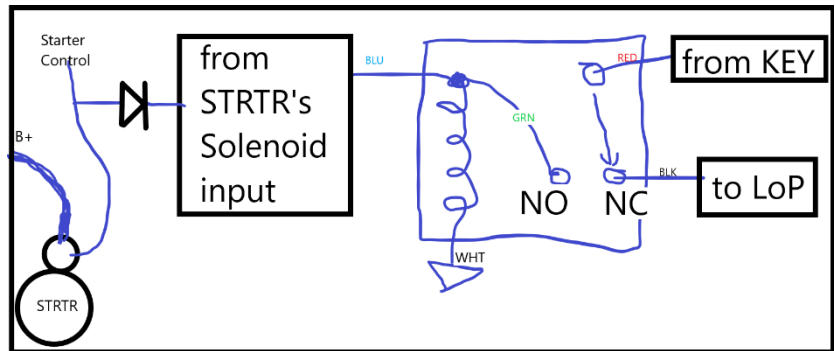 Starter
Control
B+
STRTR
from
STRTR's
Solenoid
input
BLU
GRN
NO
NC
WHT
RED
from KEY
BLK
to LoP